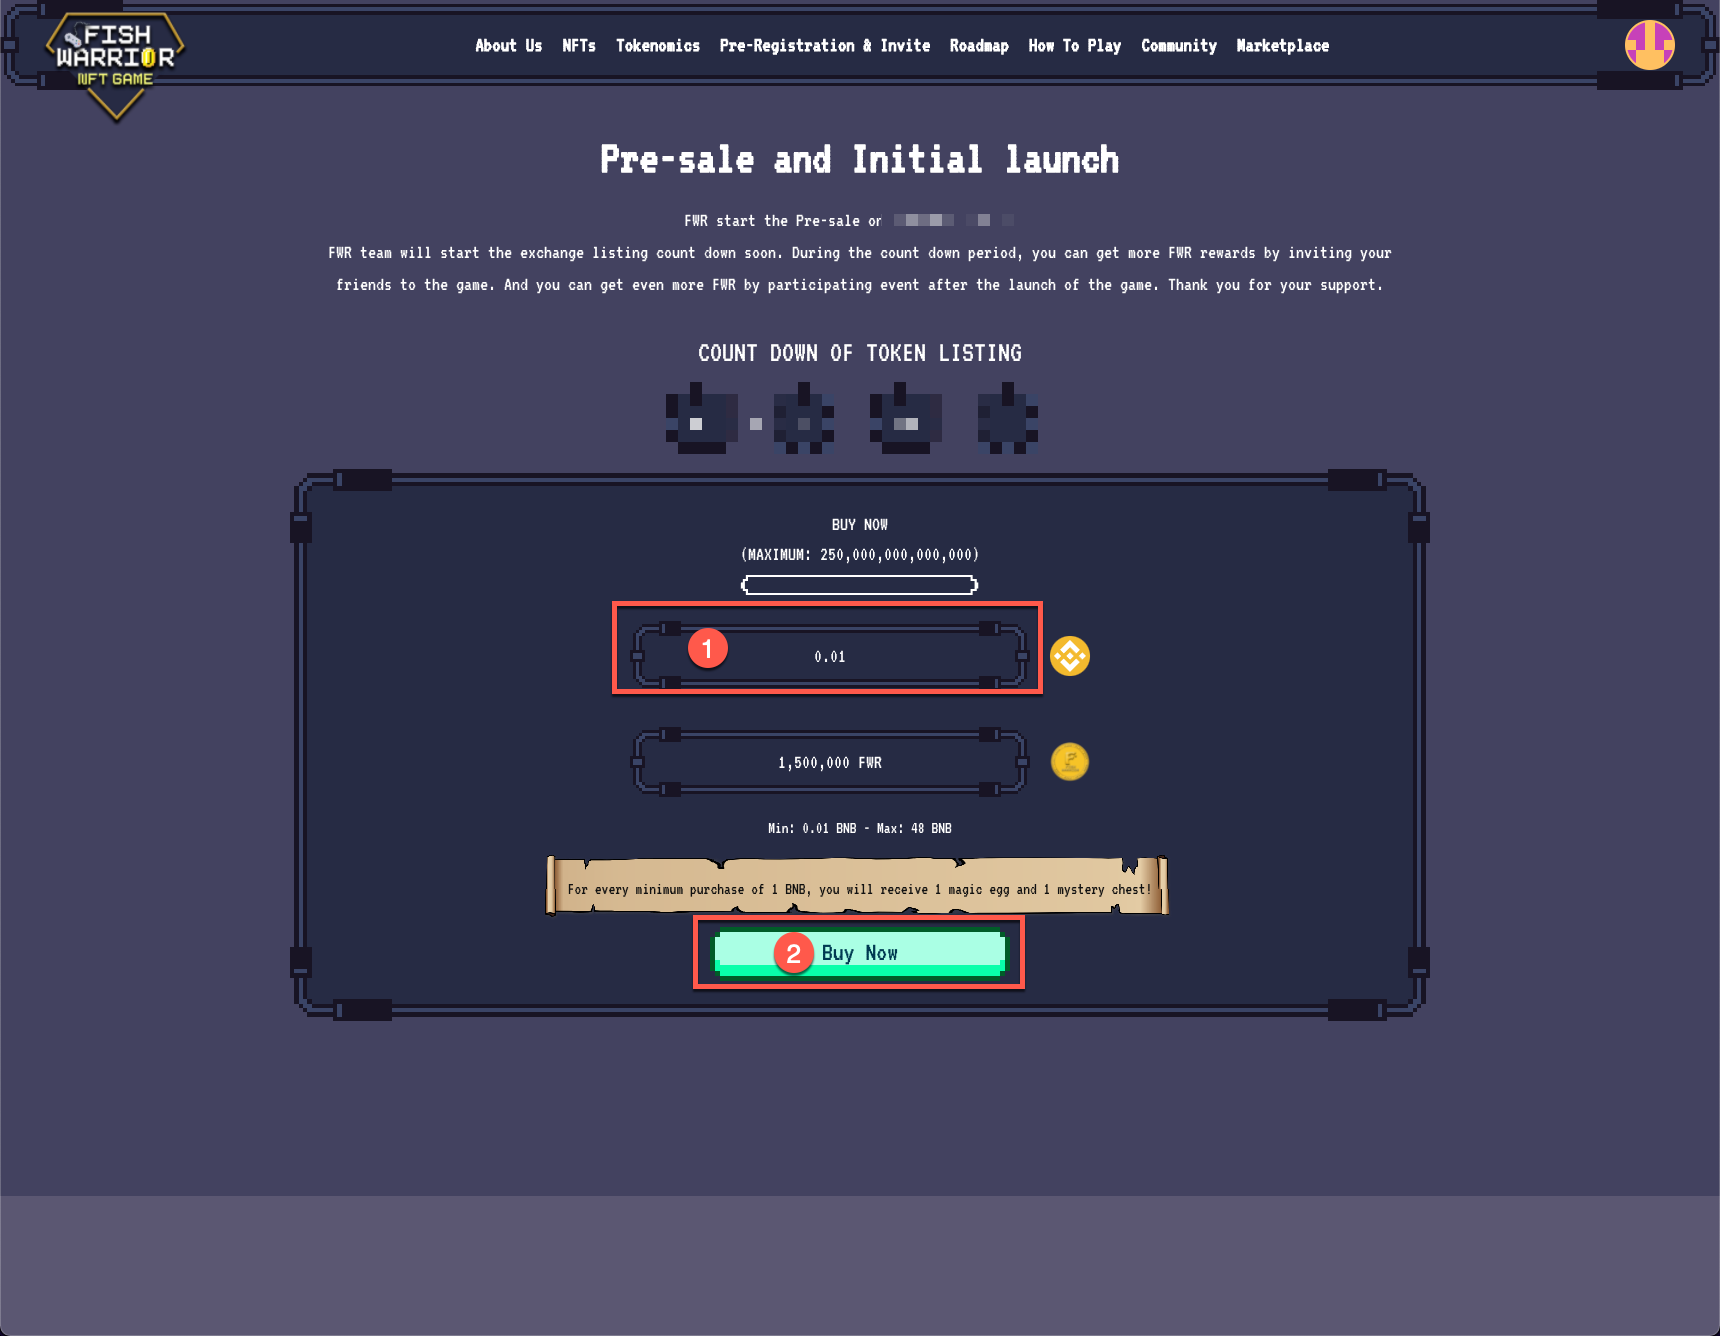 FISH
WARRIOR
NFT GAME
About Us NFTs Tokenomics Pre-Registration & Invite Roadmap How To Play Community Marketplace
Pre-sale and Initial launch
FWR start the Pre-sale on
FWR team will start the exchange listing count down soon. During the count down period, you can get more FWR rewards by inviting your
friends to the game. And you can get even more FWR by participating event after the launch of the game. Thank you for your support.
COUNT DOWN OF TOKEN LISTING
BUY NOW
(MAXIMUM: 250,000,000,000,000)
1
0.01
1,500,000 FWR
Min: 0.01 BNB - Max: 48 BNB
For every minimum purchase of 1 BNB, you will receive 1 magic egg and 1 mystery chest!
2 Buy Now